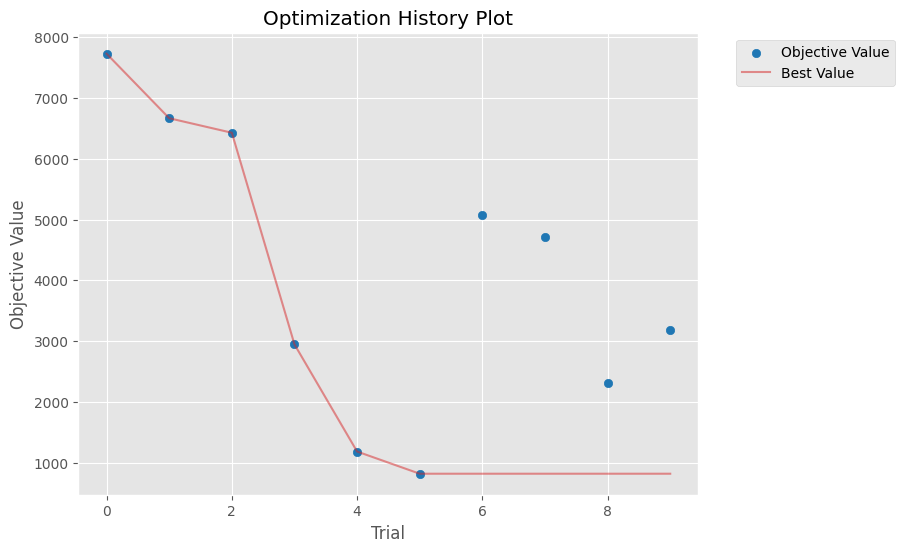 Optimization History Plot
Objective Value
Best Value
Objective Value
8000
7000
6000
5000
4000
3000
2000
1000
0
2
4
6
8
Trial